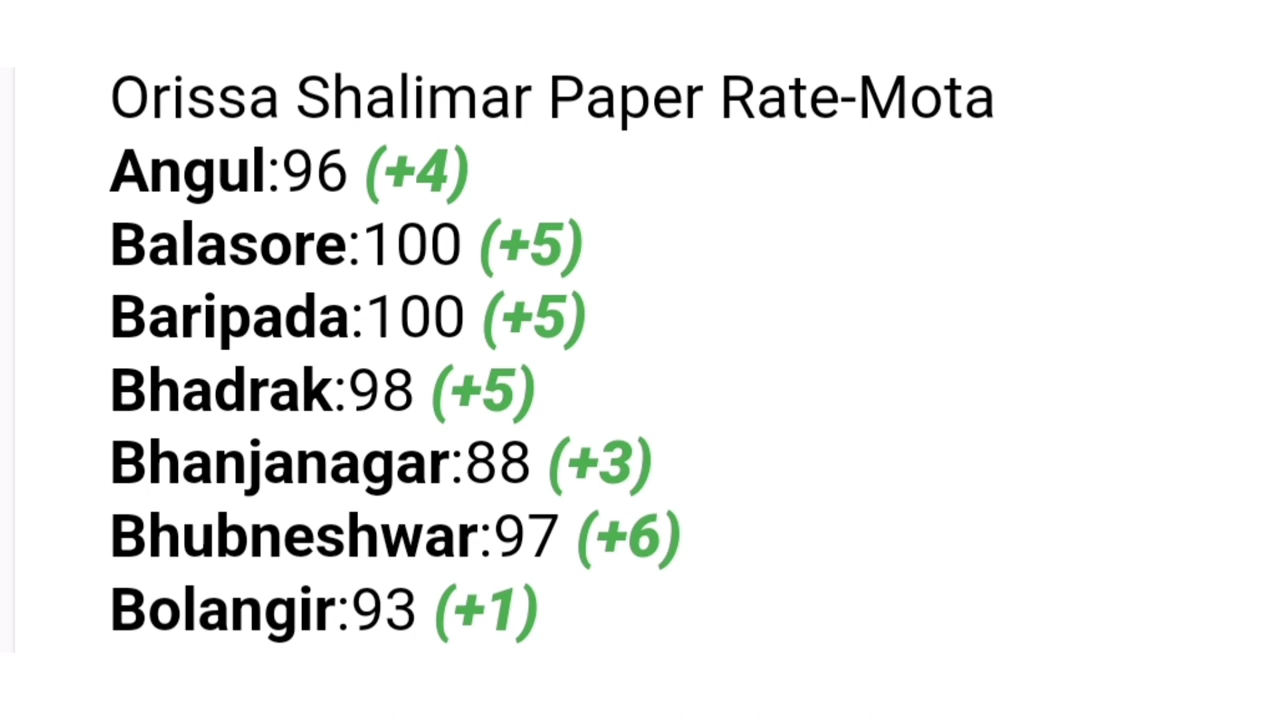 Orissa Shalimar Paper Rate-Mota
Angul:96 (+4)
Balasore:100 (+5)
Baripada:100 (+5)
Bhadrak:98 (+5)
Bhanjanagar:88 (+3)
Bhubneshwar:97 (+6)
Bolangir:93 (+1)